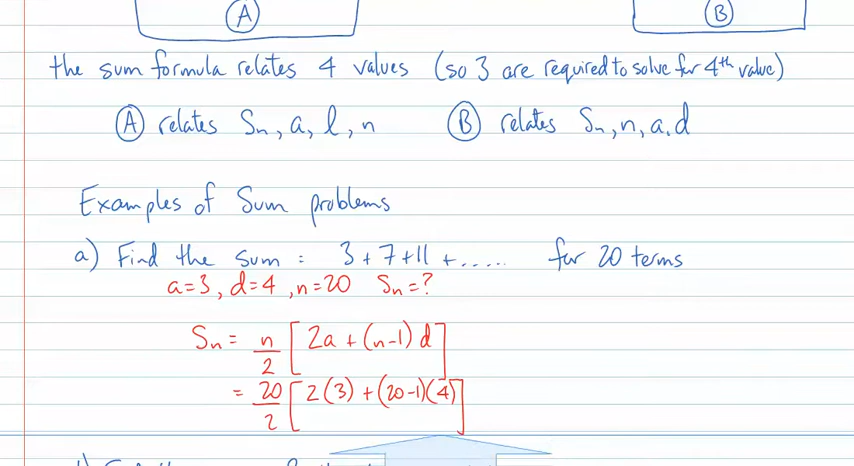 (A) (B)
the sum formula relates 4 values (so 3 are required to solve for 4th value)
(A) relates Sn, a, l, n (B) relates Sn, n, a, d
Examples of Sum problems
a) Find the sum : 3 + 7 + 11 + ...... for 20 terms
a=3, d=4, n=20 Sn=?
Sn = n/2 [2a + (n-1)d]
= 20/2 [2(3) + (20-1)(4)]